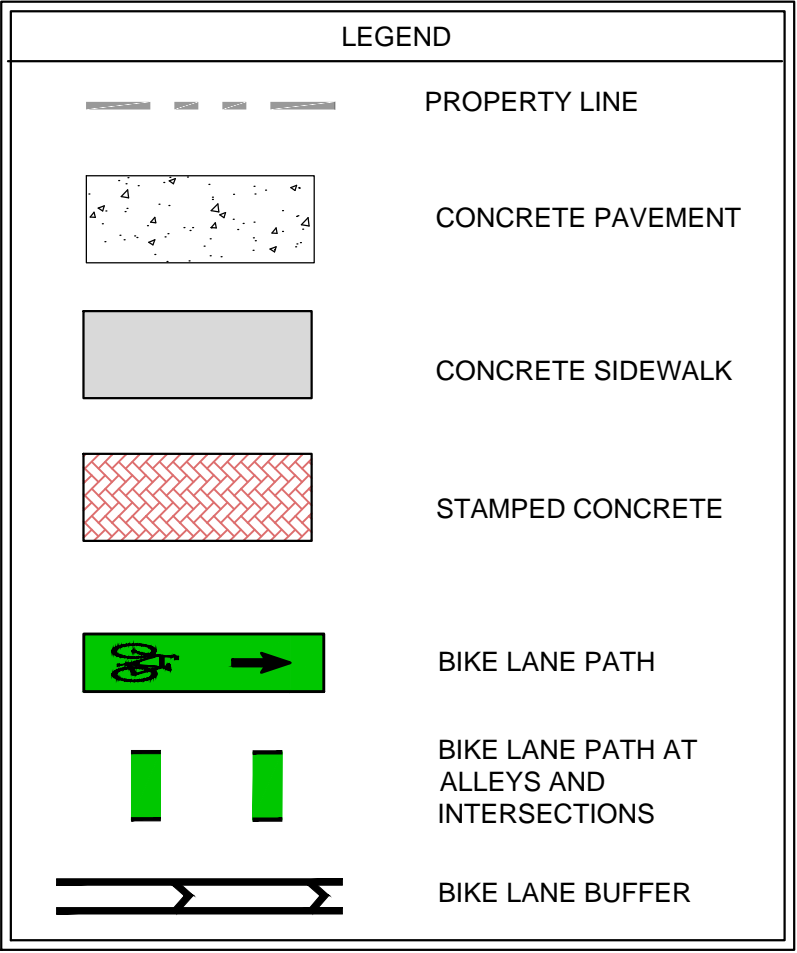 LEGEND
PROPERTY LINE
CONCRETE PAVEMENT
CONCRETE SIDEWALK
STAMPED CONCRETE
BIKE LANE PATH
BIKE LANE PATH AT
ALLEYS AND
INTERSECTIONS
BIKE LANE BUFFER